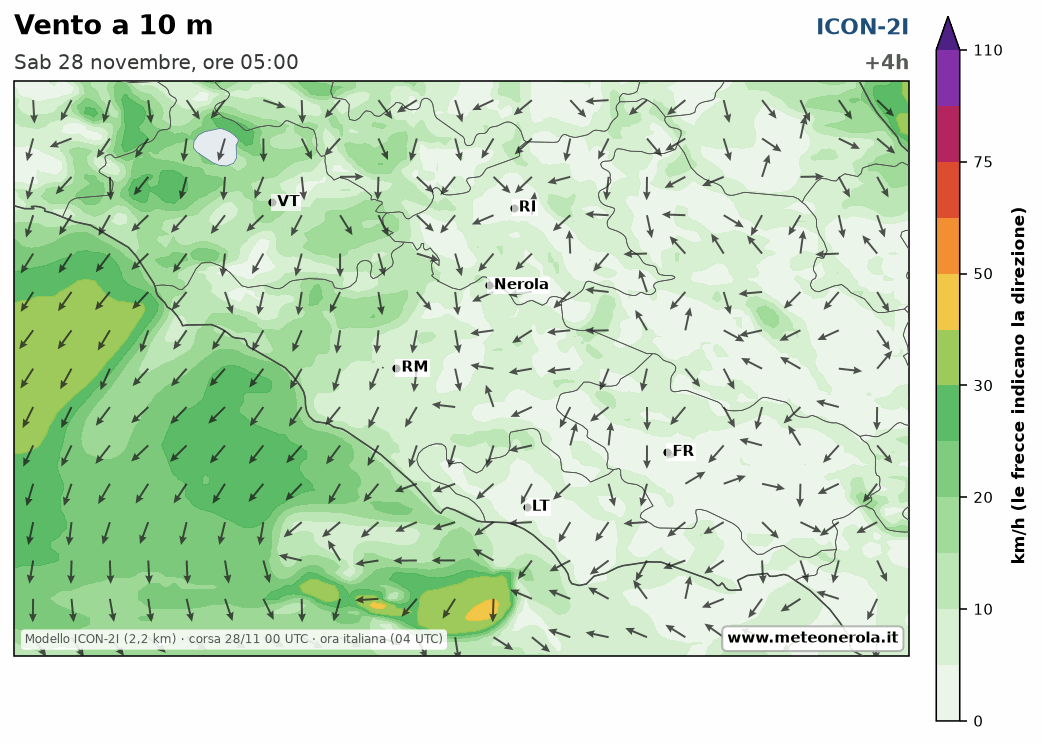 Vento a 10 m
ICON-2I
Sab 28 novembre, ore 05:00
+4h
110
75
50
30
20
10
0
km/h (le frecce indicano la direzione)
VT
RI
Nerola
RM
FR
LT
Modello ICON-2I (2,2 km) · corsa 28/11 00 UTC · ora italiana (04 UTC)
www.meteonerola.it